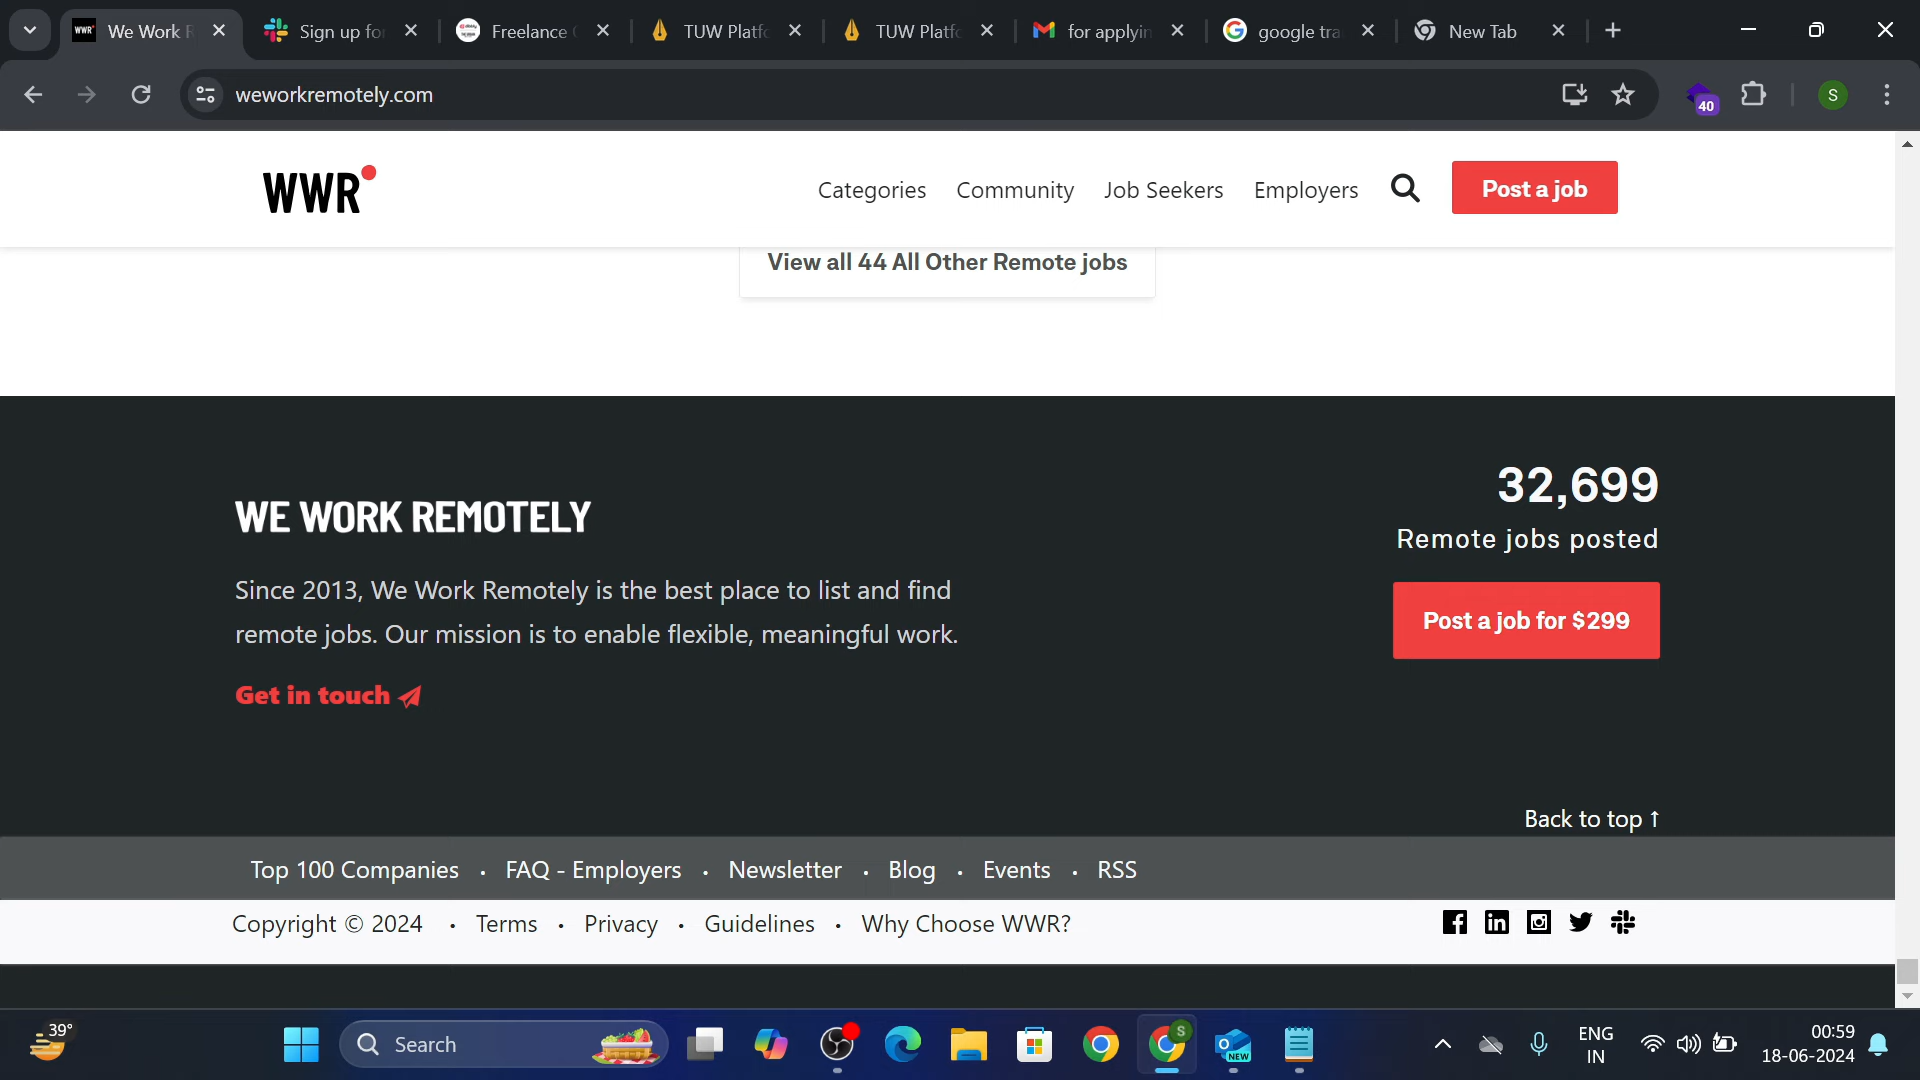 We Work R
Sign up for
Freelance
TUW Platfo
TUW Platfo
for applyin
google tra
New Tab
weworkremotely.com
40
S
WWR
Categories
Community
Job Seekers
Employers
Post a job
View all 44 All Other Remote jobs
WE WORK REMOTELY
Since 2013, We Work Remotely is the best place to list and find
remote jobs. Our mission is to enable flexible, meaningful work.
Get in touch
32,699
Remote jobs posted
Post a job for $299
Back to top ↑
Top 100 Companies • FAQ - Employers • Newsletter • Blog • Events • RSS
Copyright © 2024 • Terms • Privacy • Guidelines • Why Choose WWR?
39°
Search
S
NEW
ENG
IN
00:59
18-06-2024